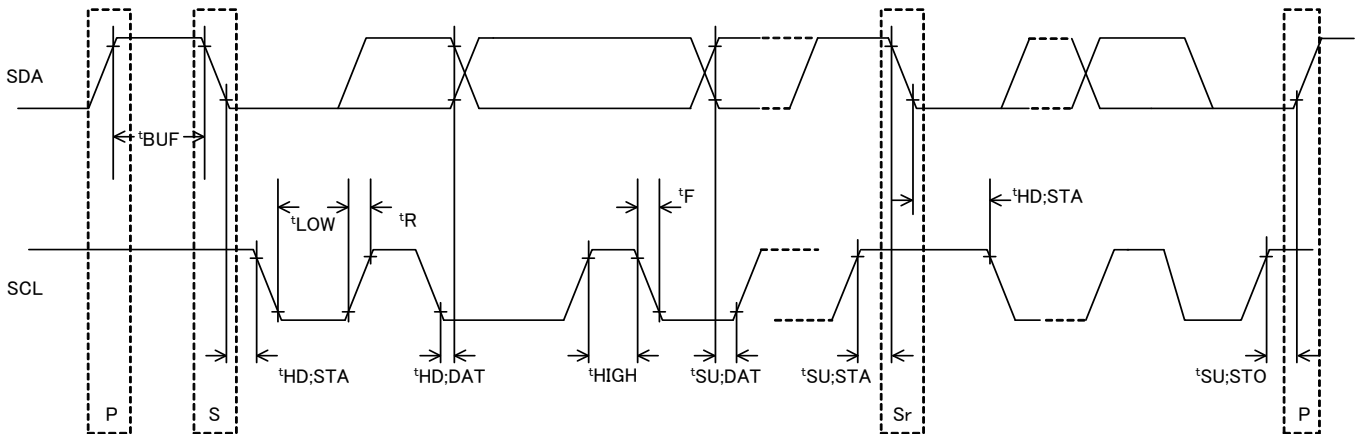 SDA
tBUF
tLOW
tR
tF
tHD;STA
SCL
tHD;STA
tHD;DAT
tHIGH
tSU;DAT
tSU;STA
tSU;STO
P
S
Sr
P